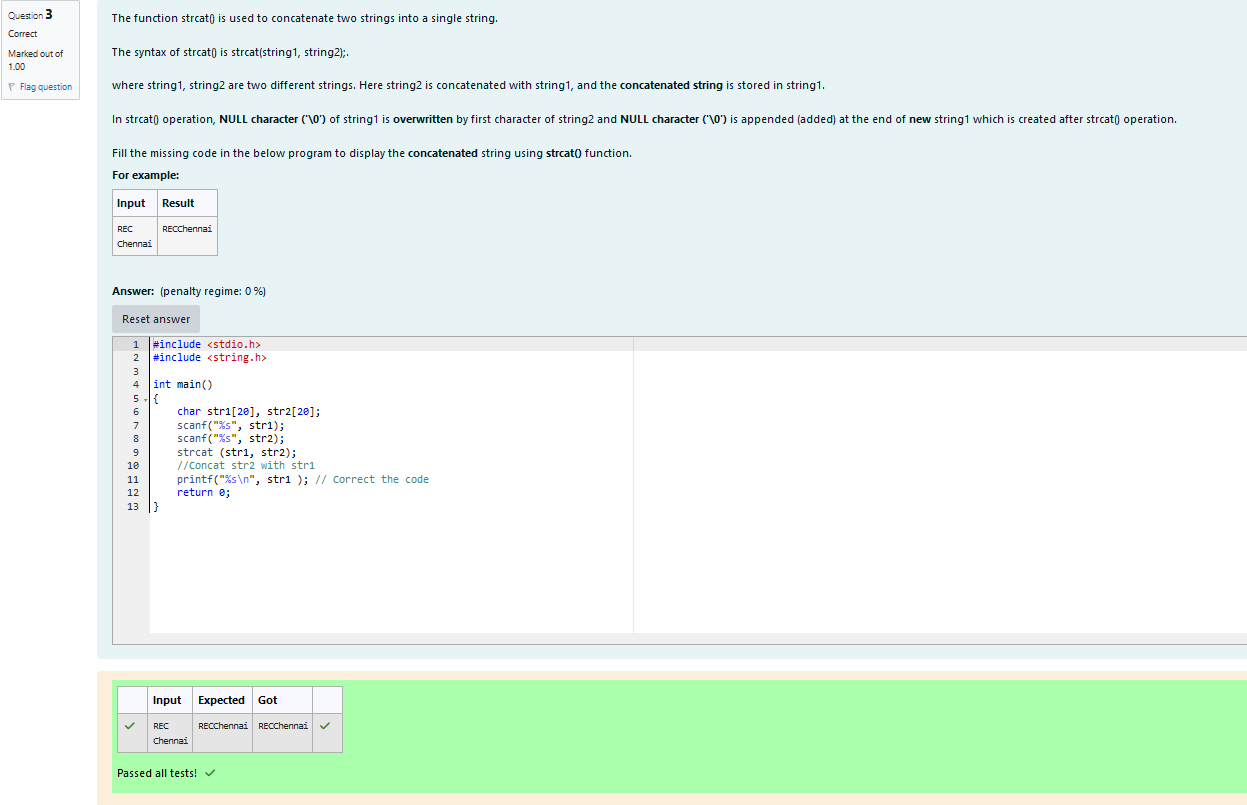 Question 3
Correct
Marked out of
1.00
Flag question
The function strcat() is used to concatenate two strings into a single string.
The syntax of strcat() is strcat(string1, string2);.
where string1, string2 are two different strings. Here string2 is concatenated with string1, and the concatenated string is stored in string1.
In strcat() operation, NULL character ('\0') of string1 is overwritten by first character of string2 and NULL character ('\0') is appended (added) at the end of new string1 which is created after strcat() operation.
Fill the missing code in the below program to display the concatenated string using strcat() function.
For example:
Input Result
REC RECChennai
Chennai
Answer: (penalty regime: 0 %)
Reset answer
1 #include <stdio.h>
2 #include <string.h>
3
4 int main()
5 {
6 char str1[20], str2[20];
7 scanf("%s", str1);
8 scanf("%s", str2);
9 strcat (str1, str2);
10 //Concat str2 with str1
11 printf("%s\n", str1 ); // Correct the code
12 return 0;
13 }
Input Expected Got
REC RECChennai RECChennai
Chennai
Passed all tests!